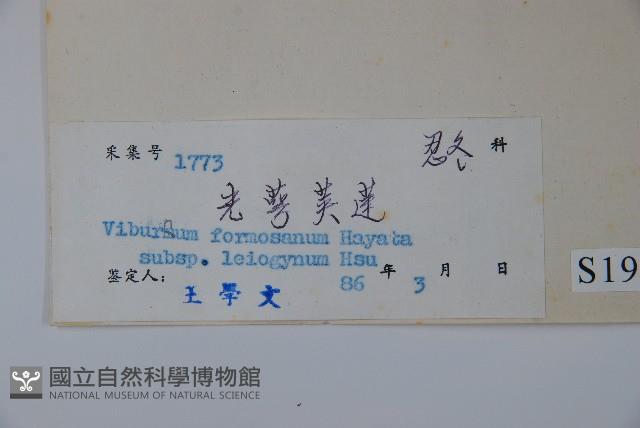 采集号 1773 忍冬 科
光萼荚蒾
Viburnum formosanum Hayata
subsp. leiogynum Hsu
鉴定人: 王學文 86 年 3 月 日
S19
國立自然科學博物館
NATIONAL MUSEUM OF NATURAL SCIENCE